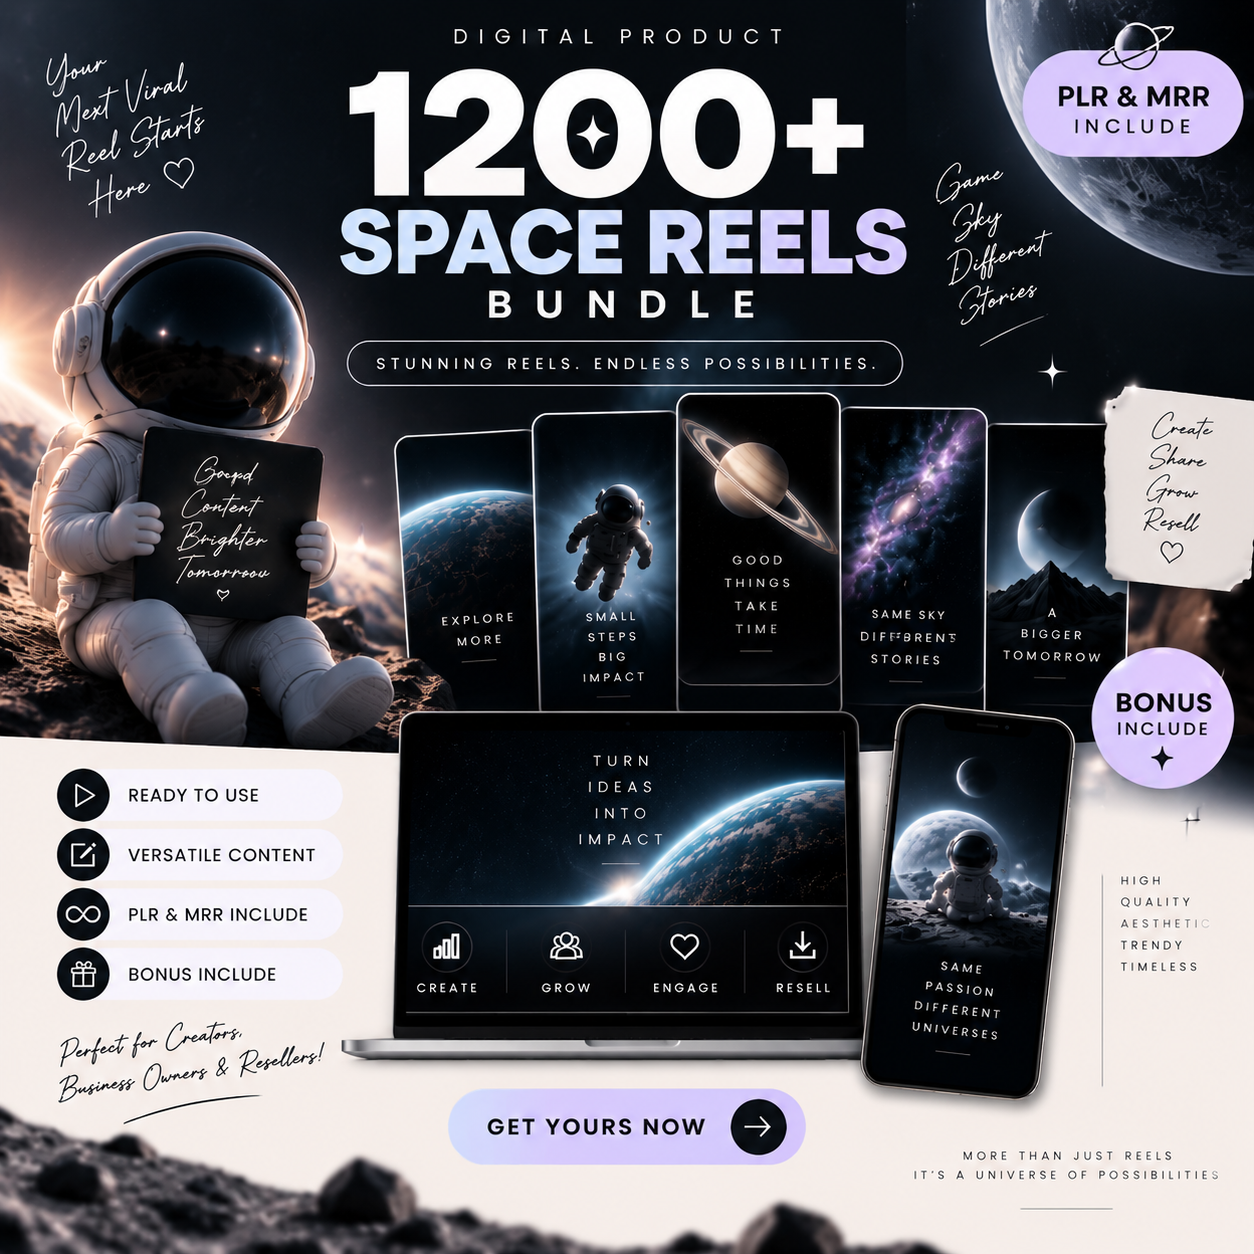 DIGITAL PRODUCT
1200+
SPACE REELS
BUNDLE
STUNNING REELS. ENDLESS POSSIBILITIES.
PLR & MRR
INCLUDE
Your
Mext Viral
Reel Starts
Here
Game
Sky
Different
Stories
Content
Brighter
EXPLORE
MORE
SMALL
STEPS
BIG
IMPACT
GOOD
THINGS
TAKE
TIME
SAME SKY
STORIES
A
BIGGER
TOMORROW
Create
Share
Grow
Resell
BONUS
INCLUDE
READY TO USE
VERSATILE CONTENT
PLR & MRR INCLUDE
BONUS INCLUDE
Perfect for Creators,
Business Owners & Resellers!
TURN
IDEAS
INTO
IMPACT
CREATE
GROW
ENGAGE
RESELL
SAME
PASSION
DIFFERENT
UNIVERSES
HIGH
QUALITY
AESTHETIC
TRENDY
TIMELESS
GET YOURS NOW
MORE THAN JUST REELS
IT'S A UNIVERSE OF POSSIBILITIES